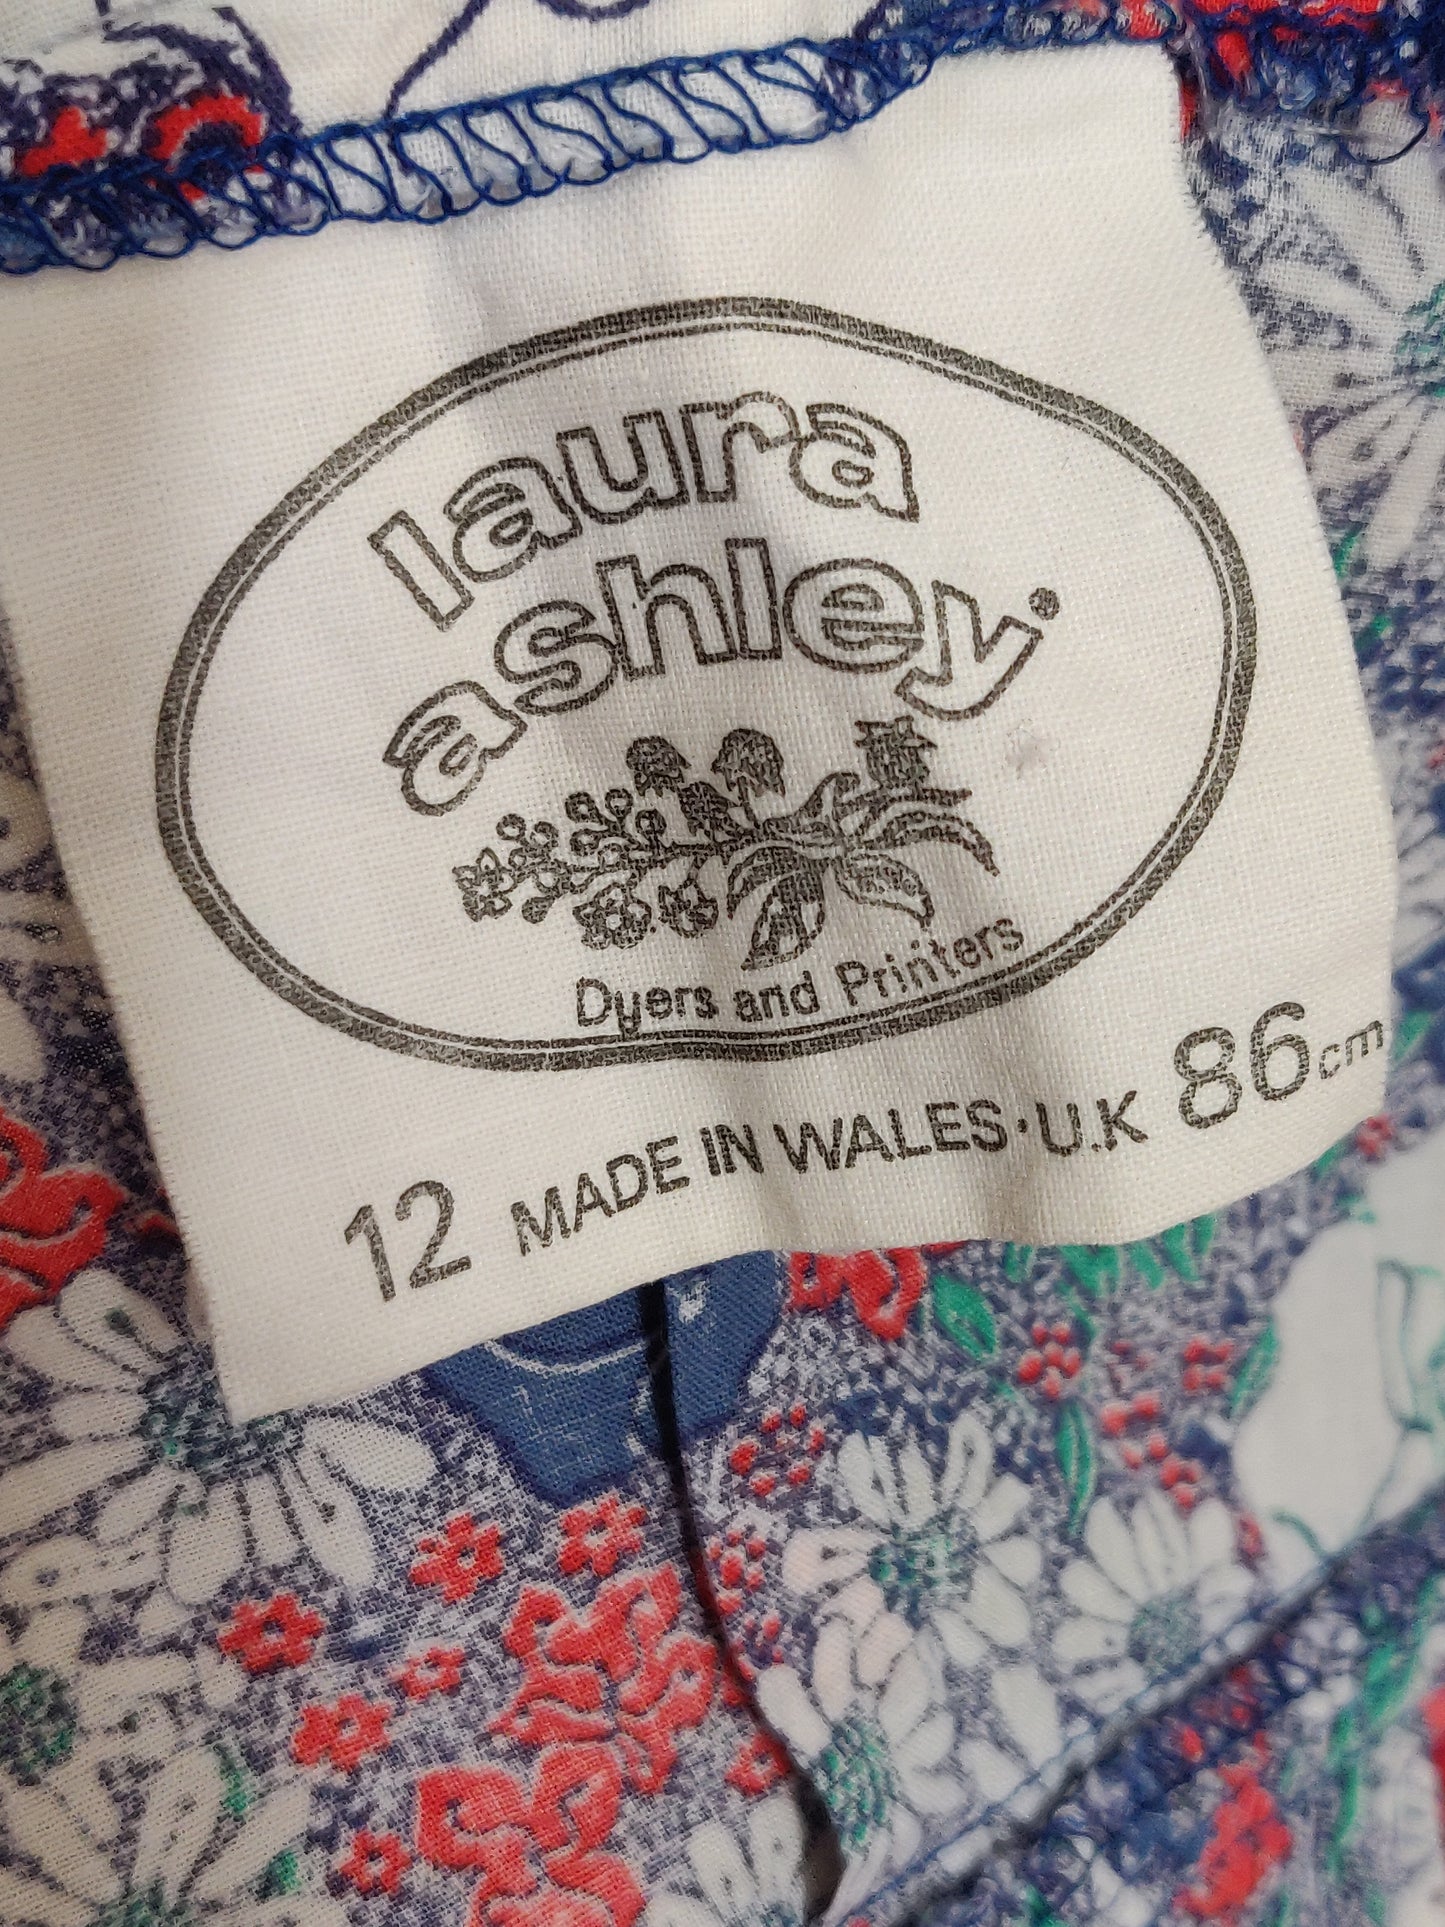 laura
ashley.
Dyers and Printers
12 MADE IN WALES·U.K 86cm